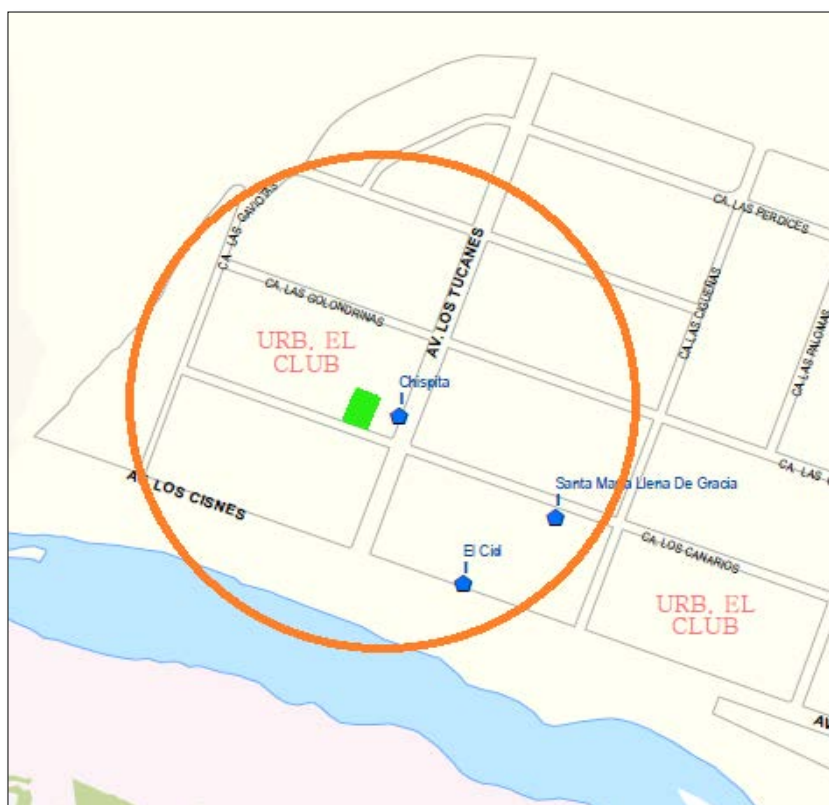 CA. LAS PERDICES
CA. LAS GAVIOTAS
AV. LOS TUCANES
CA. LAS CIGUEÑAS
CA. LAS GOLONDRINAS
CA. LAS PALOMAS
URB. EL
CLUB
Chispita
CA. LAS
Santa Maria Llena De Gracia
LOS CISNES
CA. LOS CANARIOS
El Cid
URB. EL
CLUB